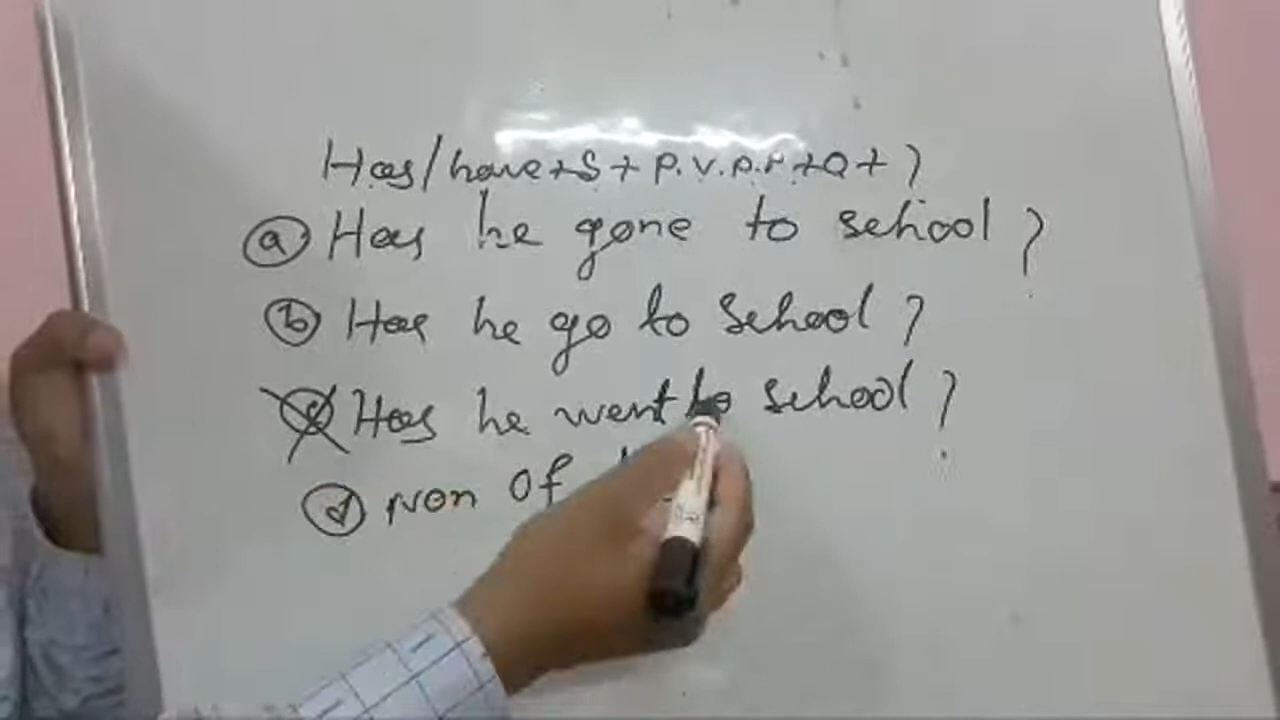 Has/have+S+ P.V.P.P+O+ ?
a Has he gone to school ?
b Has he go to school ?
c Has he went to school ?
d Non of